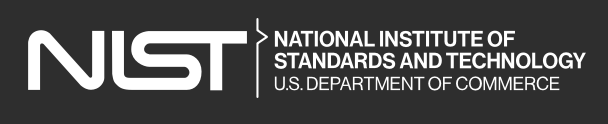 NIST
NATIONAL INSTITUTE OF
STANDARDS AND TECHNOLOGY
U.S. DEPARTMENT OF COMMERCE